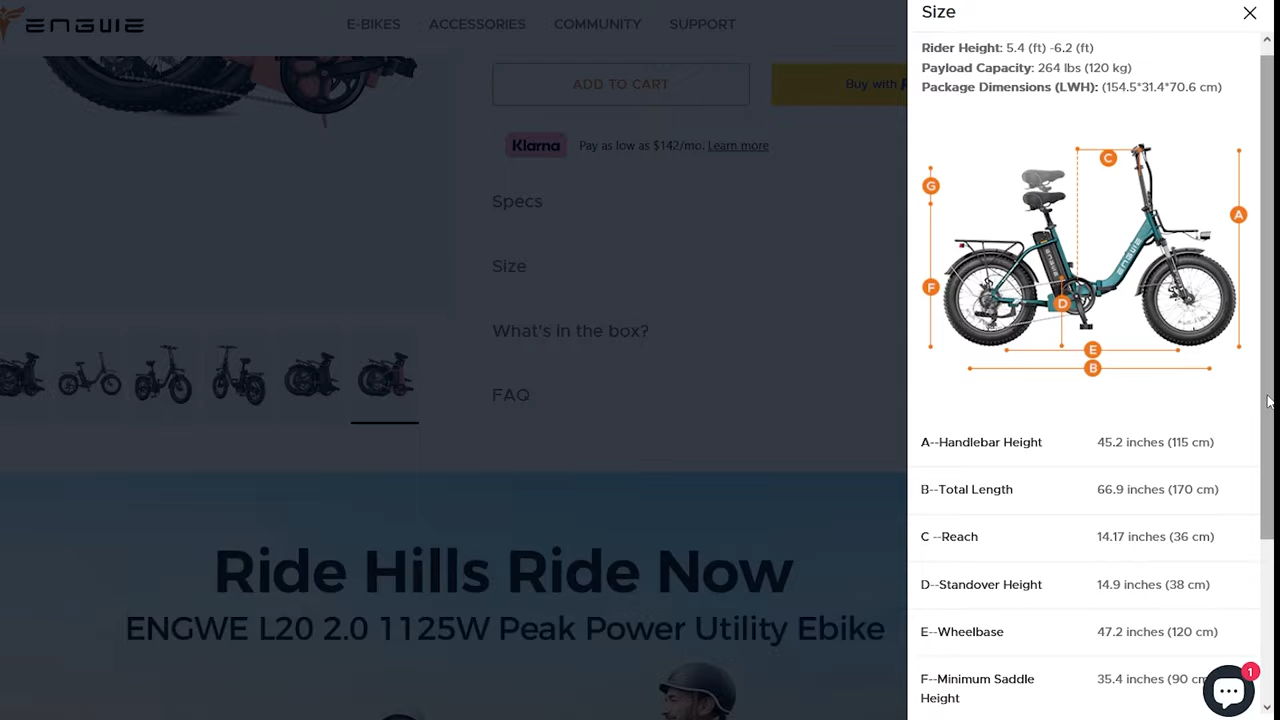 ENGWE
E-BIKES
ACCESSORIES
COMMUNITY
SUPPORT
ADD TO CART
Buy with
Klarna
Pay as low as $142/mo. Learn more
Specs
Size
What's in the box?
FAQ
Ride Hills Ride Now
ENGWE L20 2.0 1125W Peak Power Utility Ebike
Size
Rider Height: 5.4 (ft) -6.2 (ft)
Payload Capacity: 264 lbs (120 kg)
Package Dimensions (LWH): (154.5*31.4*70.6 cm)
C
G
A
F
D
E
B
ENGWE
ENGWE
A--Handlebar Height 45.2 inches (115 cm)
B--Total Length 66.9 inches (170 cm)
C --Reach 14.17 inches (36 cm)
D--Standover Height 14.9 inches (38 cm)
E--Wheelbase 47.2 inches (120 cm)
F--Minimum Saddle 35.4 inches (90
Height
1